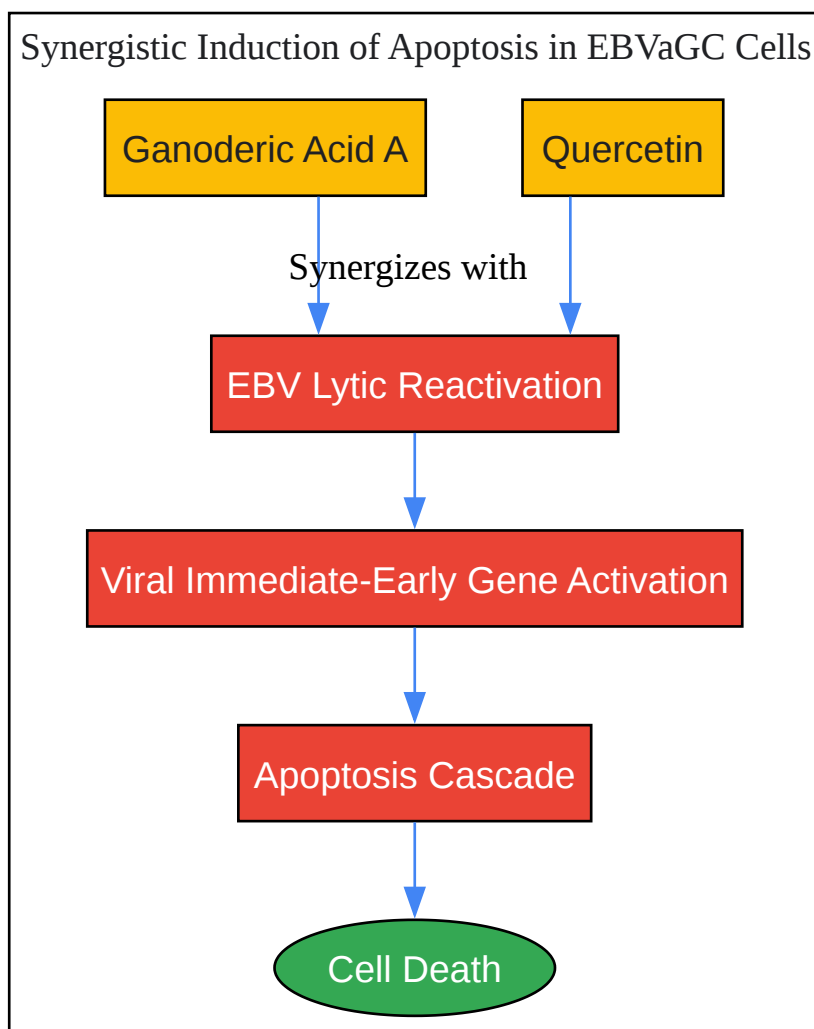 Synergistic Induction of Apoptosis in EBVaGC Cells
Ganoderic Acid A
Quercetin
Synergizes with
EBV Lytic Reactivation
Viral Immediate-Early Gene Activation
Apoptosis Cascade
Cell Death